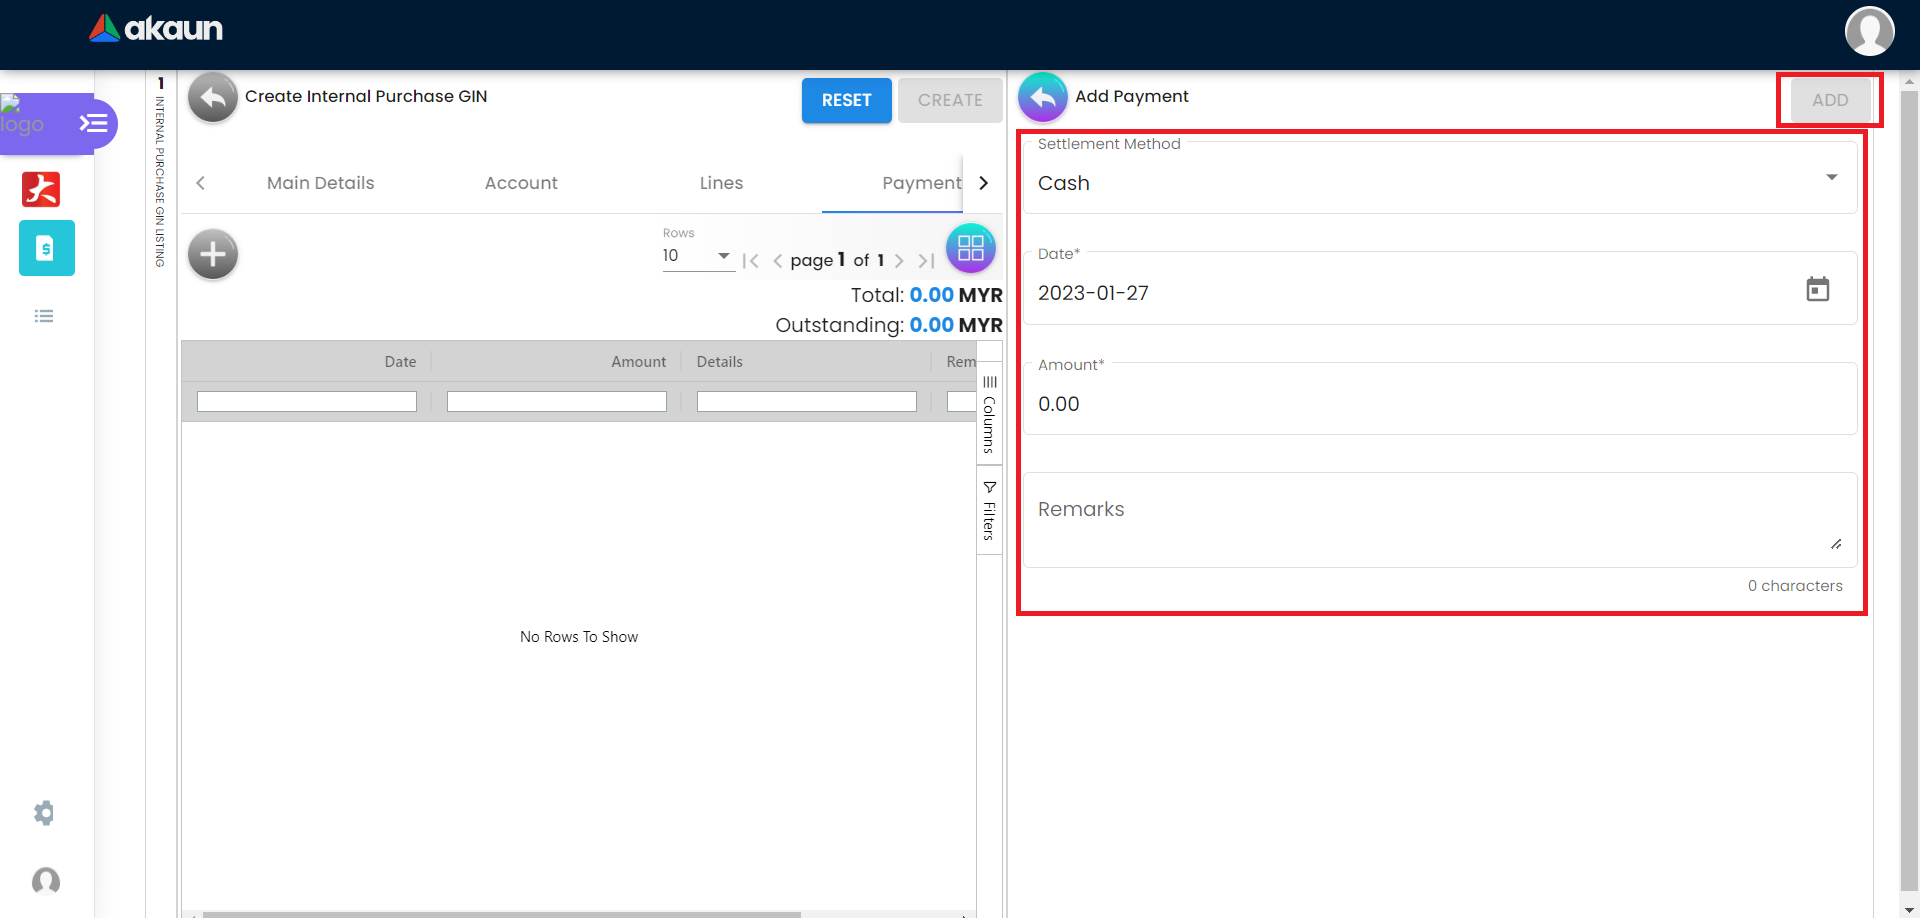 akaun
logo
1
INTERNAL PURCHASE GIN LISTING
Create Internal Purchase GIN
RESET
CREATE
Main Details
Account
Lines
Payment
Rows
10
page 1 of 1
Total: 0.00 MYR
Outstanding: 0.00 MYR
Date
Amount
Details
Rem
Columns
Filters
No Rows To Show
Add Payment
ADD
Settlement Method
Cash
Date*
2023-01-27
Amount*
0.00
Remarks
0 characters